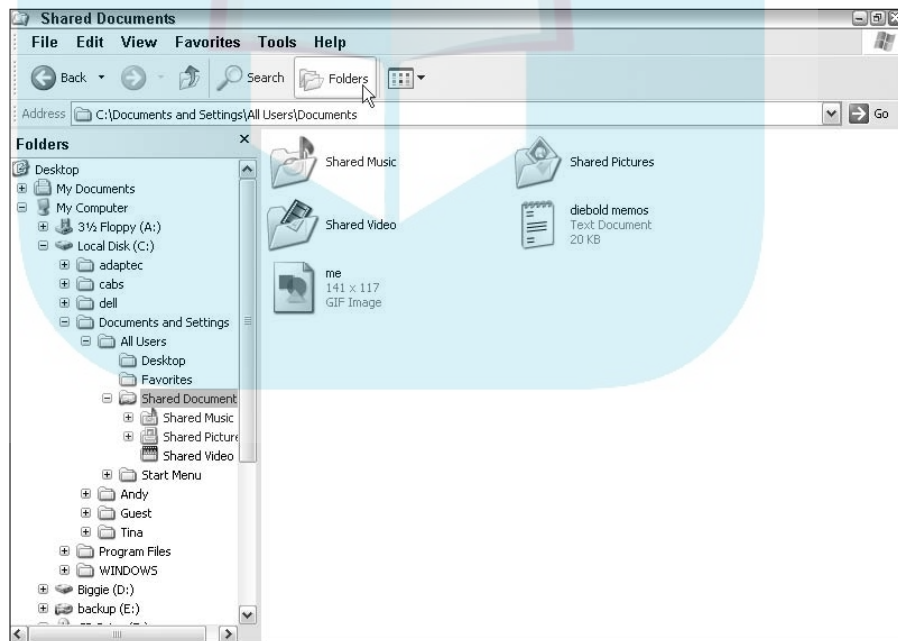 Shared Documents
File Edit View Favorites Tools Help
Back Search Folders
Address C:\Documents and Settings\All Users\Documents Go
Folders
Desktop
My Documents
My Computer
3½ Floppy (A:)
Local Disk (C:)
adaptec
cabs
dell
Documents and Settings
All Users
Desktop
Favorites
Shared Document
Shared Music
Shared Picture
Shared Video
Start Menu
Andy
Guest
Tina
Program Files
WINDOWS
Biggie (D:)
backup (E:)
Shared Music
Shared Pictures
Shared Video
diebold memos
Text Document
20 KB
me
141 x 117
GIF Image